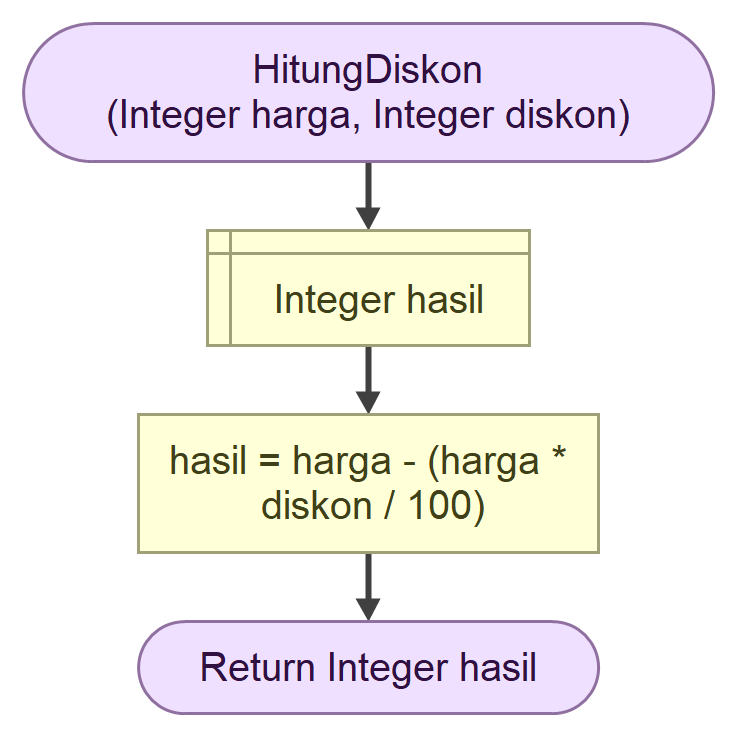 HitungDiskon
(Integer harga, Integer diskon)
Integer hasil
hasil = harga - (harga *
diskon / 100)
Return Integer hasil